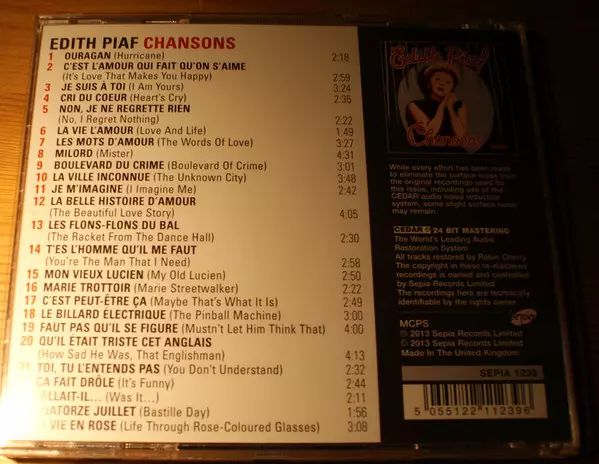 EDITH PIAF CHANSONS
1 OURAGAN (Hurricane) 2:18
2 C'EST L'AMOUR QUI FAIT QU'ON S'AIME
(It's Love That Makes You Happy) 2:59
3 JE SUIS À TOI (I Am Yours) 3:24
4 CRI DU COEUR (Heart's Cry) 2:35
5 NON, JE NE REGRETTE RIEN
(No, I Regret Nothing) 2:22
6 LA VIE L'AMOUR (Love And Life) 1.49
7 LES MOTS D'AMOUR (The Words Of Love)
8 MILORD (Mister) 4:31
9 BOULEVARD DU CRIME (Boulevard Of Crime) 3:01
10 LA VILLE INCONNUE (The Unknown City) 3:48
11 JE M'IMAGINE (I Imagine Me) 2:42
12 LA BELLE HISTOIRE D'AMOUR
(The Beautiful Love Story) 4:05
13 LES FLONS-FLONS DU BAL
(The Racket From The Dance Hall) 2:30
14 T'ES L'HOMME QU'IL ME FAUT
(You're The Man That I Need) 2:58
15 MON VIEUX LUCIEN (My Old Lucien) 2:50
16 MARIE TROTTOIR (Marie Streetwalker) 2:22
17 C'EST PEUT-ÊTRE ÇA (Maybe That's What It Is) 2:49
18 LE BILLARD ÉLECTRIQUE (The Pinball Machine) 3:00
19 FAUT PAS QU'IL SE FIGURE (Mustn't Let Him Think That) 4:00
20 QU'IL ÉTAIT TRISTE CET ANGLAIS
(How Sad He Was, That Englishman) 4:13
21 TOI, TU L'ENTENDS PAS (You Don't Understand) 2:32
ÇA FAIT DRÔLE (It's Funny) 2:44
ALLAIT-IL... (Was It...) 2:11
ATORZE JUILLET (Bastille Day) 1:56
VIE EN ROSE (Life Through Rose-Coloured Glasses) 3:08
Edith Piaf
Chansons
While every effort has been made
to eliminate the surface noise from
the original recordings used for
this issue, including use of the
CEDAR audio noise reduction
system, some slight surface noise
may remain.
CEDAR 24 BIT MASTERING
The World's Leading Audio
Restoration System
All tracks restored by Robin Cherry
The copyright in these re-mastered
recordings is owned and controlled
by Sepia Records Limited
The recordings here are technically
identifiable by the rights owner.
MCPS
℗ 2013 Sepia Records Limited
© 2013 Sepia Records Limited
Made In The United Kingdom
SEPIA 1239
5 055122 112396